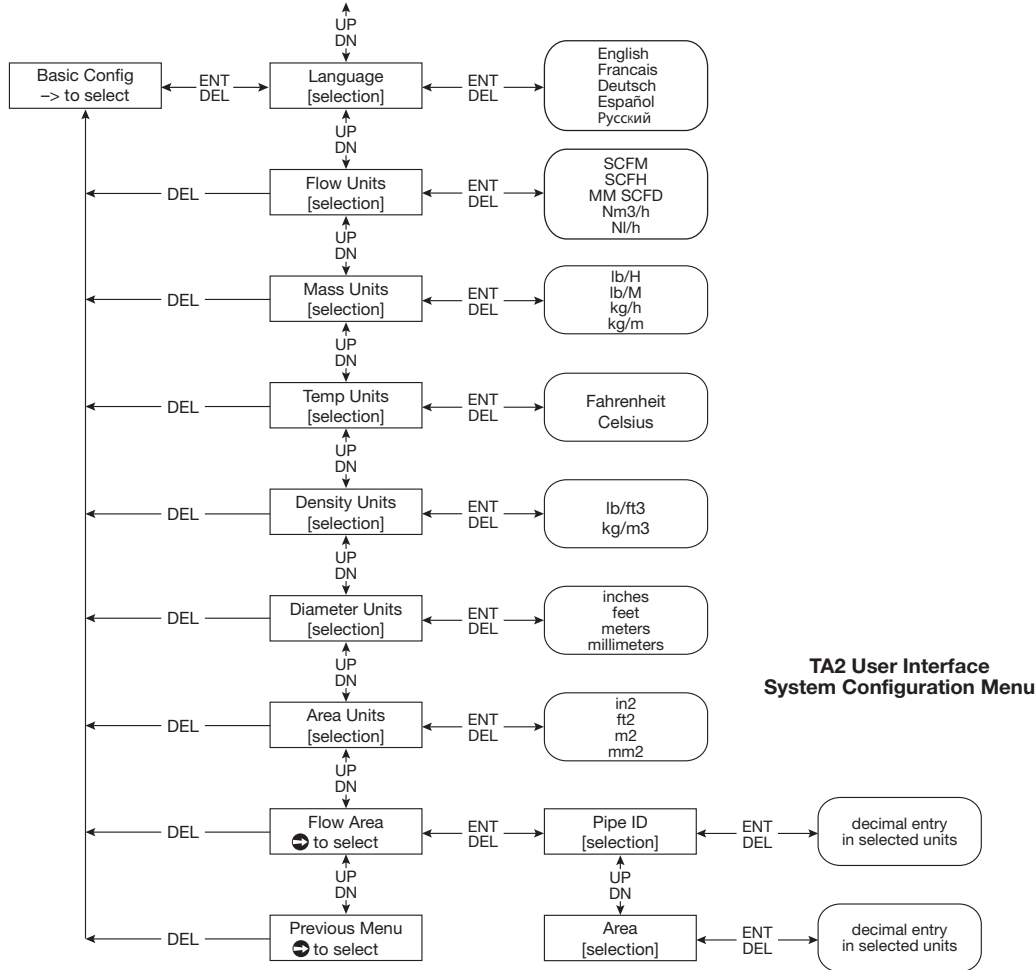 UP
DN
Basic Config
–> to select
ENT
DEL
Language
[selection]
ENT
DEL
English
Francais
Deutsch
Español
Русский
UP
DN
DEL
Flow Units
[selection]
ENT
DEL
SCFM
SCFH
MM SCFD
Nm3/h
Nl/h
UP
DN
DEL
Mass Units
[selection]
ENT
DEL
lb/H
lb/M
kg/h
kg/m
UP
DN
DEL
Temp Units
[selection]
ENT
DEL
Fahrenheit
Celsius
UP
DN
DEL
Density Units
[selection]
ENT
DEL
lb/ft3
kg/m3
UP
DN
DEL
Diameter Units
[selection]
ENT
DEL
inches
feet
meters
millimeters
TA2 User Interface
System Configuration Menu
UP
DN
DEL
Area Units
[selection]
ENT
DEL
in2
ft2
m2
mm2
UP
DN
DEL
Flow Area
to select
ENT
DEL
Pipe ID
[selection]
ENT
DEL
decimal entry
in selected units
UP
DN
UP
DN
DEL
Previous Menu
to select
Area
[selection]
ENT
DEL
decimal entry
in selected units